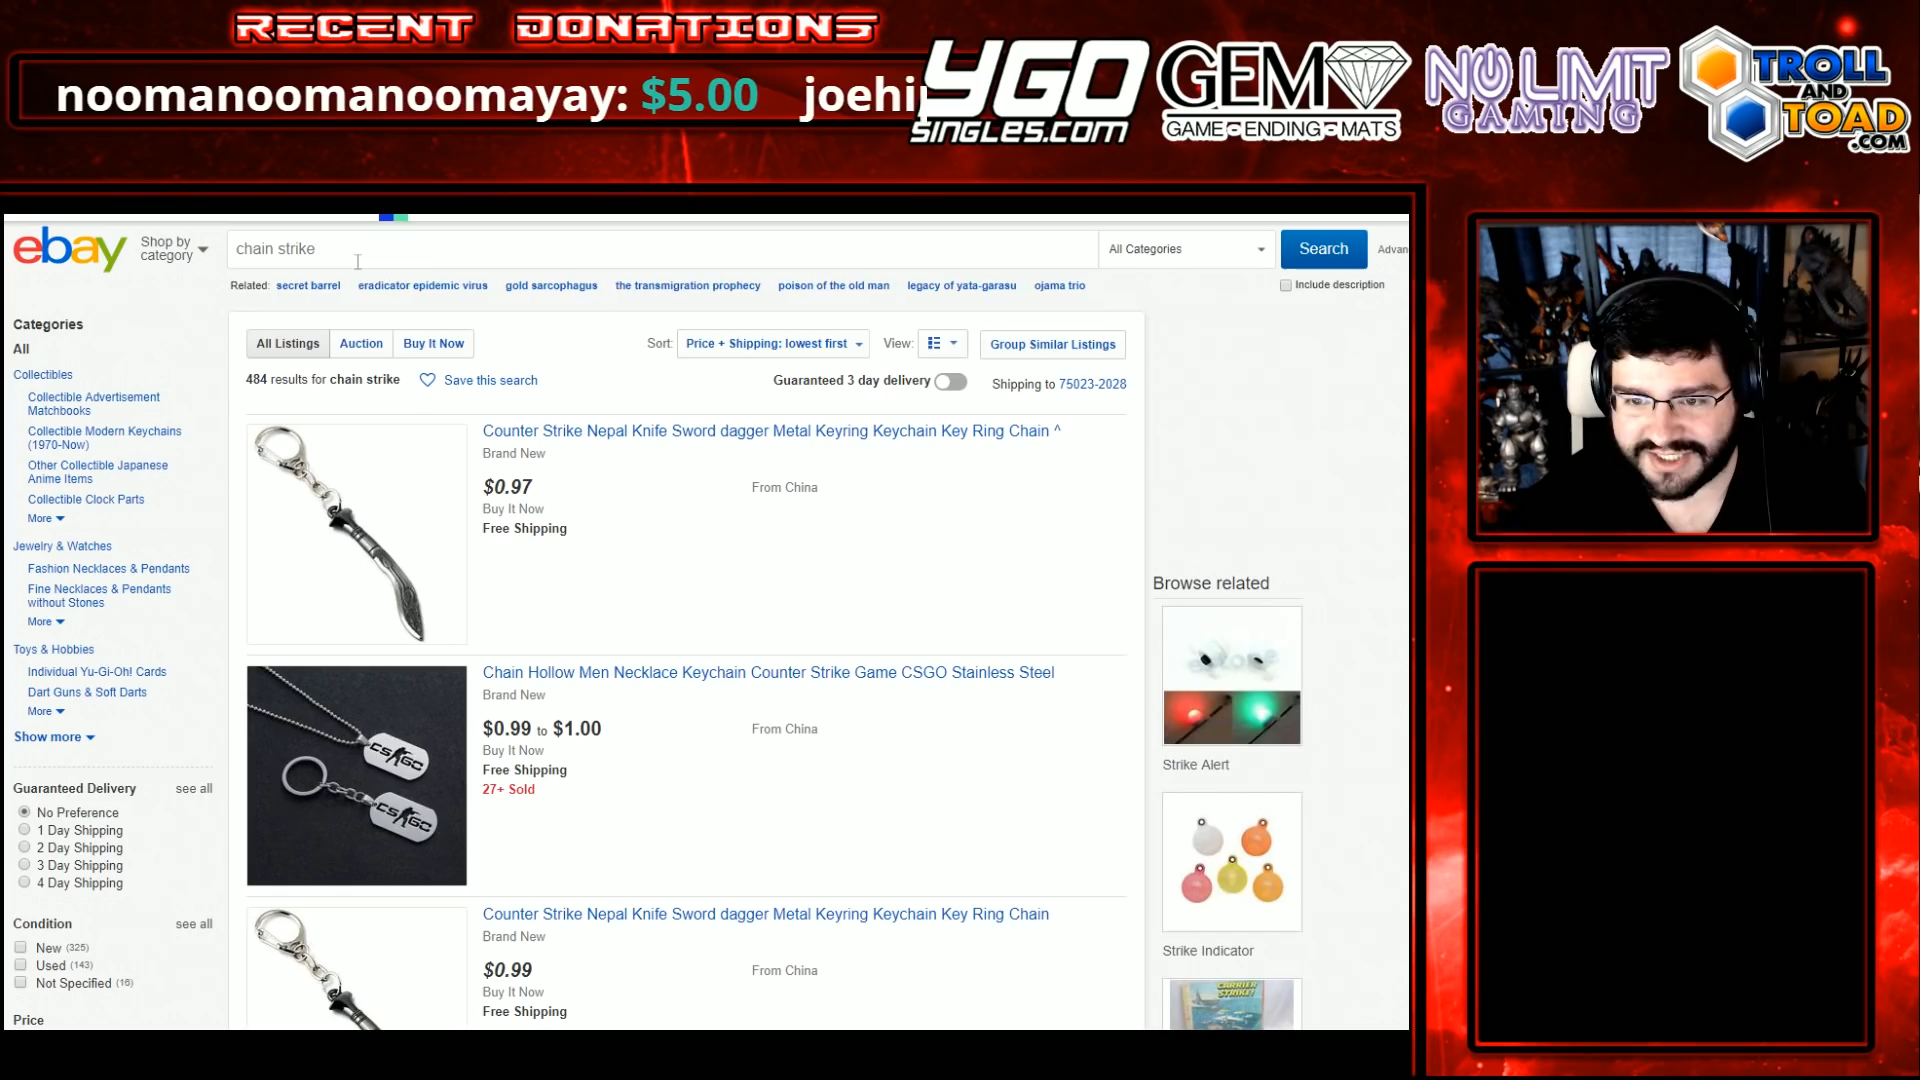 RECENT DONATIONS
noomanoomanoomayay: $5.00 joehi
YGO
SINGLES.COM
GEM
GAME-ENDING-MATS
NO LIMIT
GAMING
TROLL
AND
TOAD
.COM
ebay
Shop by
category
chain strike
All Categories
Search
Advan
Related: secret barrel eradicator epidemic virus gold sarcophagus the transmigration prophecy poison of the old man legacy of yata-garasu ojama trio
Include description
Categories
All
Collectibles
Collectible Advertisement
Matchbooks
Collectible Modern Keychains
(1970-Now)
Other Collectible Japanese
Anime Items
Collectible Clock Parts
More
Jewelry & Watches
Fashion Necklaces & Pendants
Fine Necklaces & Pendants
without Stones
More
Toys & Hobbies
Individual Yu-Gi-Oh! Cards
Dart Guns & Soft Darts
More
Show more
Guaranteed Delivery see all
No Preference
1 Day Shipping
2 Day Shipping
3 Day Shipping
4 Day Shipping
Condition see all
New (325)
Used (143)
Not Specified (16)
Price
All Listings Auction Buy It Now
Sort: Price + Shipping: lowest first View: Group Similar Listings
484 results for chain strike Save this search
Guaranteed 3 day delivery Shipping to 75023-2028
Counter Strike Nepal Knife Sword dagger Metal Keyring Keychain Key Ring Chain ^
Brand New
$0.97 From China
Buy It Now
Free Shipping
Chain Hollow Men Necklace Keychain Counter Strike Game CSGO Stainless Steel
Brand New
$0.99 to $1.00 From China
Buy It Now
Free Shipping
27+ Sold
CS GO
CS GO
Counter Strike Nepal Knife Sword dagger Metal Keyring Keychain Key Ring Chain
Brand New
$0.99 From China
Buy It Now
Free Shipping
Browse related
Strike Alert
Strike Indicator
CARRIER
STRIKE!